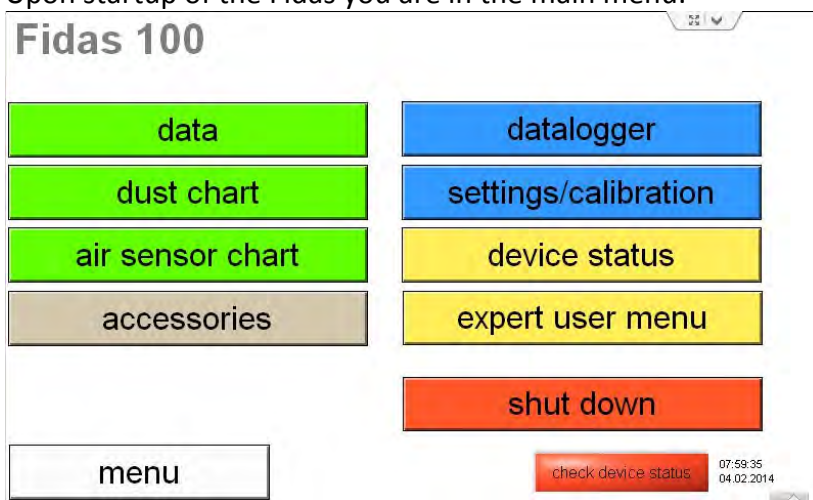 Upon startup of the Fidas you are in the main menu:
Fidas 100
data
datalogger
dust chart
settings/calibration
air sensor chart
device status
accessories
expert user menu
shut down
menu
check device status
07:59:35
04.02.2014